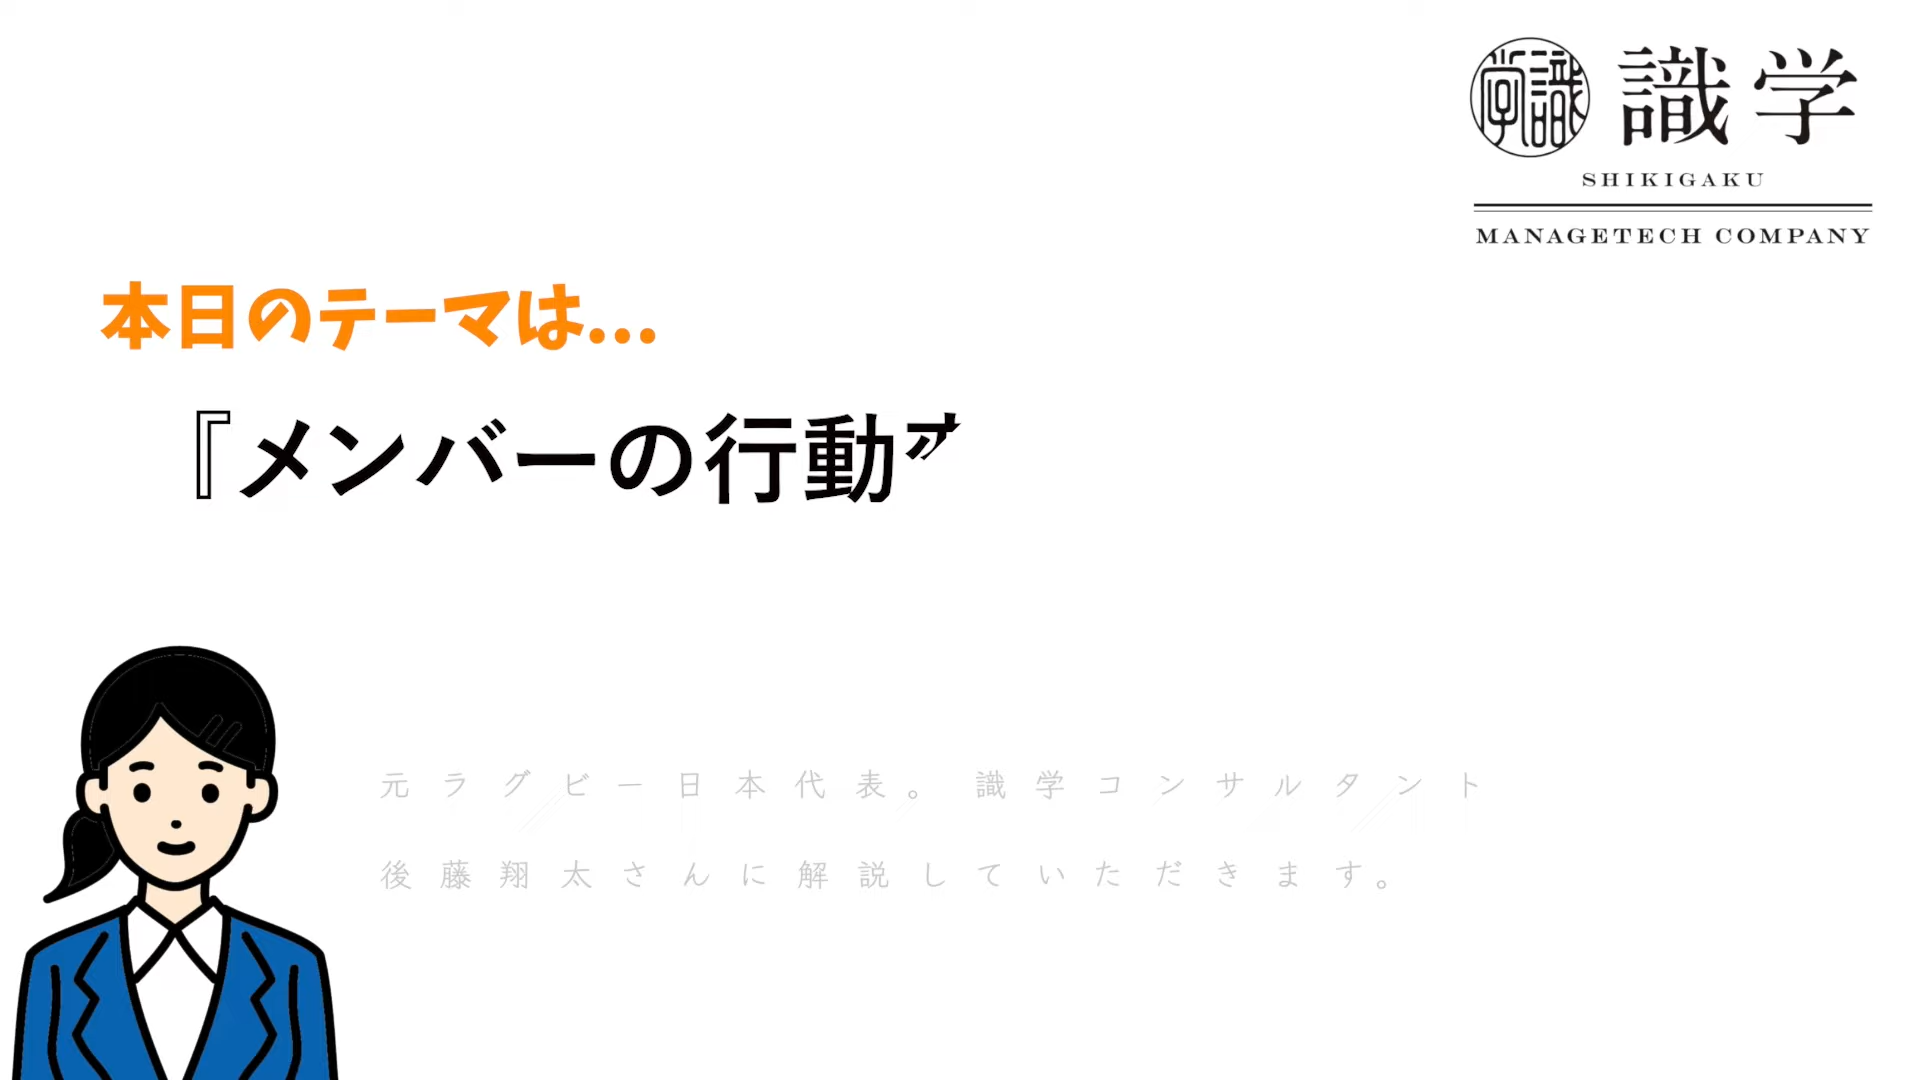 識学
SHIKIGAKU
MANAGETECH COMPANY
本日のテーマは...
『メンバーの行動
元ラグビー日本代表。 識学コンサルタント
後藤翔太さんに解説していただきます。